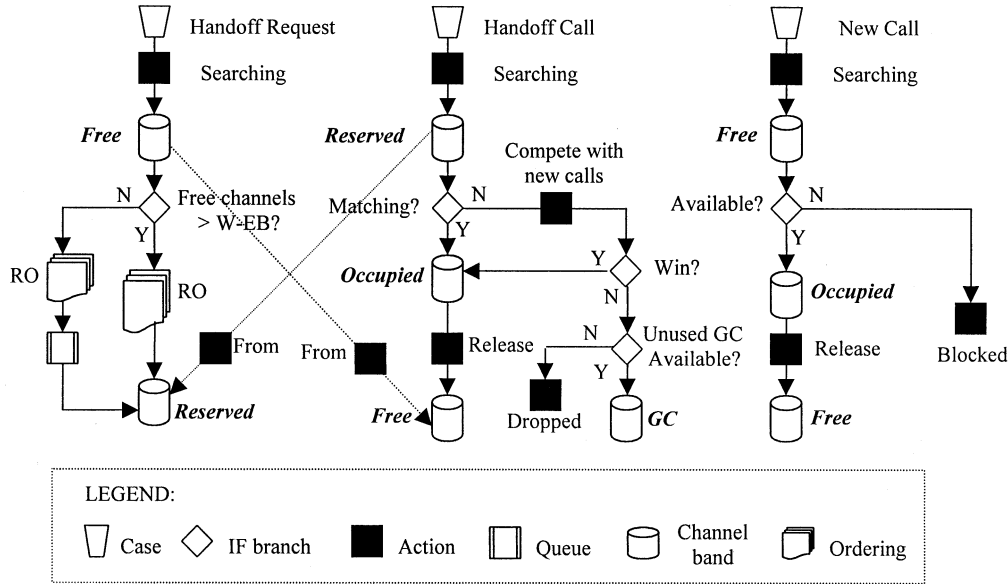 Handoff Request
Handoff Call
New Call
Searching
Searching
Searching
Free
Reserved
Free
Compete with
new calls
N
Free channels
> W-EB?
Y
Matching?
N
Y
Available?
N
Y
RO
RO
Occupied
Y
Win?
N
Occupied
From
From
Release
N
Unused GC
Available?
Y
Release
Blocked
Reserved
Free
Dropped
GC
Free
LEGEND:
Case
IF branch
Action
Queue
Channel
band
Ordering